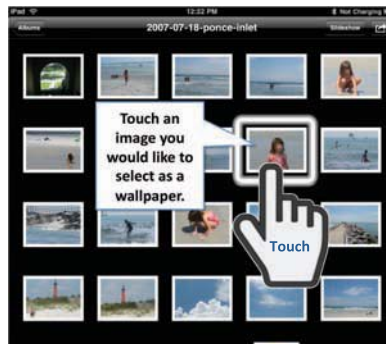 iPad
12:02 PM
Not Charging
Albums
2007-07-18-ponce-inlet
Slideshow
Touch an
image you
would like to
select as a
wallpaper.
Touch